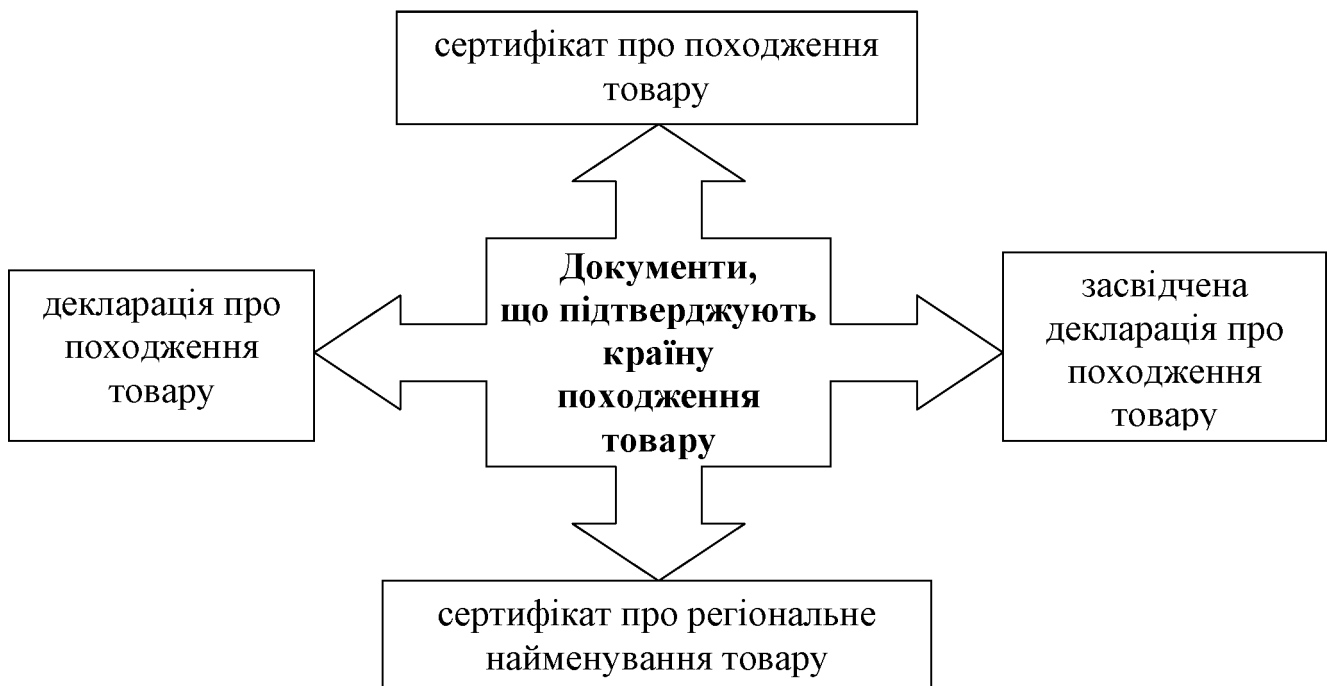 сертифікат про походження
товару
декларація про
походження
товару
Документи,
що підтверджують
країну
походження
товару
засвідчена
декларація про
походження
товару
сертифікат про регіональне
найменування товару